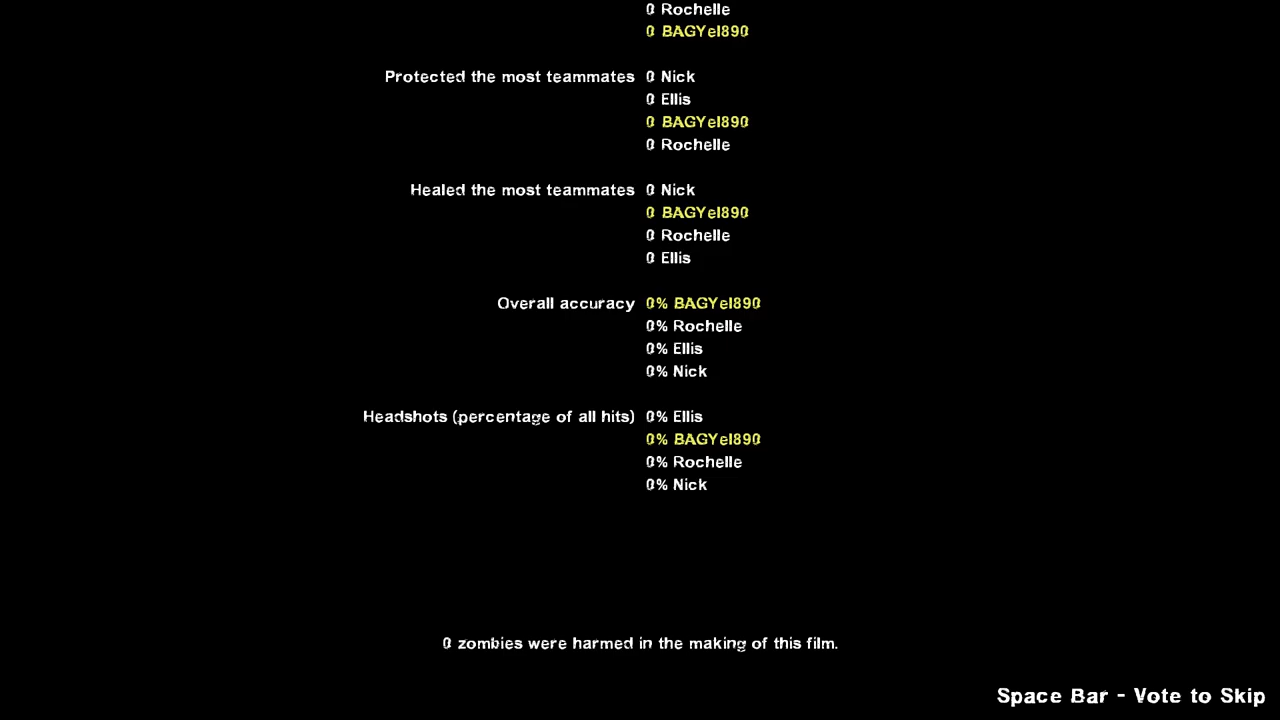 0 Rochelle
0 BAGYel890
Protected the most teammates 0 Nick
0 Ellis
0 BAGYel890
0 Rochelle
Healed the most teammates 0 Nick
0 BAGYel890
0 Rochelle
0 Ellis
Overall accuracy 0% BAGYel890
0% Rochelle
0% Ellis
0% Nick
Headshots (percentage of all hits) 0% Ellis
0% BAGYel890
0% Rochelle
0% Nick
0 zombies were harmed in the making of this film.
Space Bar - Vote to Skip